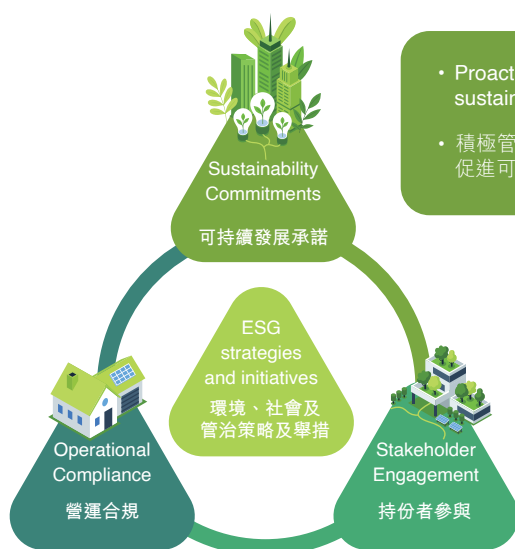 Sustainability
Commitments
可持續發展承諾
• Proact
sustain
• 積極管
促進可
ESG
strategies
and initiatives
環境、社會及
管治策略及舉措
Operational
Compliance
營運合規
Stakeholder
Engagement
持份者參與